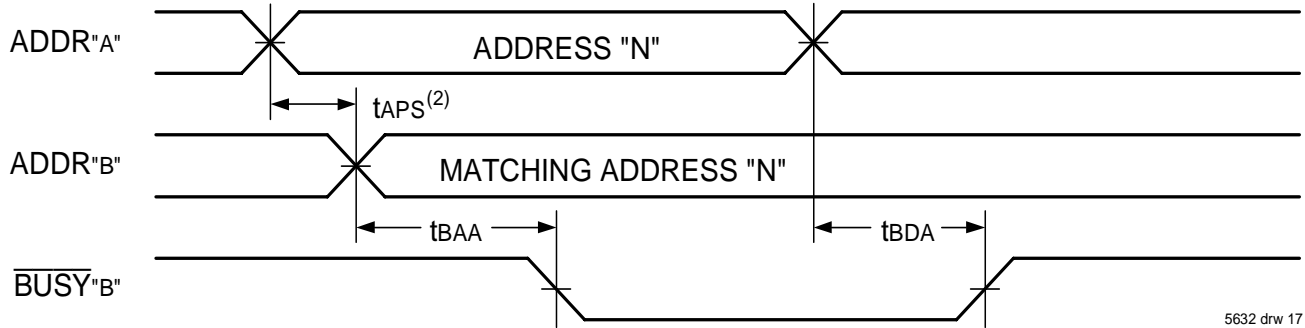 ADDR"A"
ADDRESS "N"
tAPS(2)
ADDR"B"
MATCHING ADDRESS "N"
tBAA
tBDA
BUSY"B"
5632 drw 17